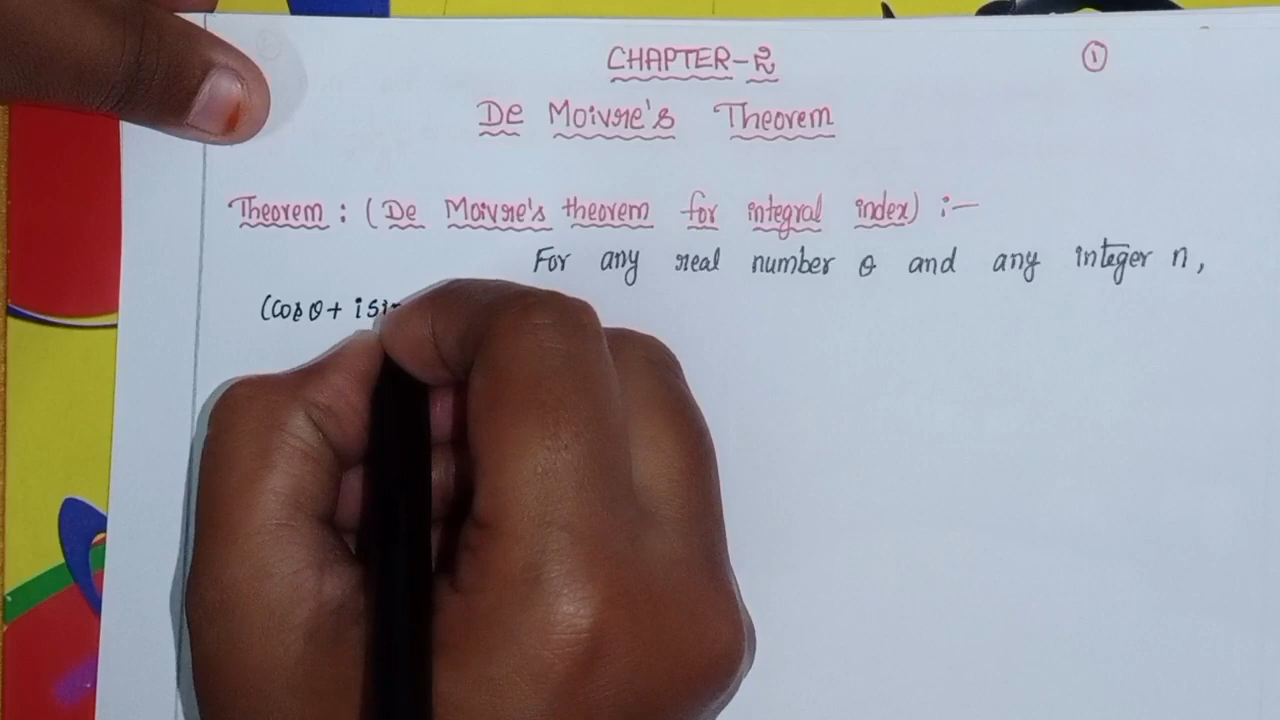 CHAPTER-2
①
De Moivre's Theorem
Theorem : (De Moivre's theorem for integral index) :-
For any real number θ and any integer n,
(cosθ + i sin